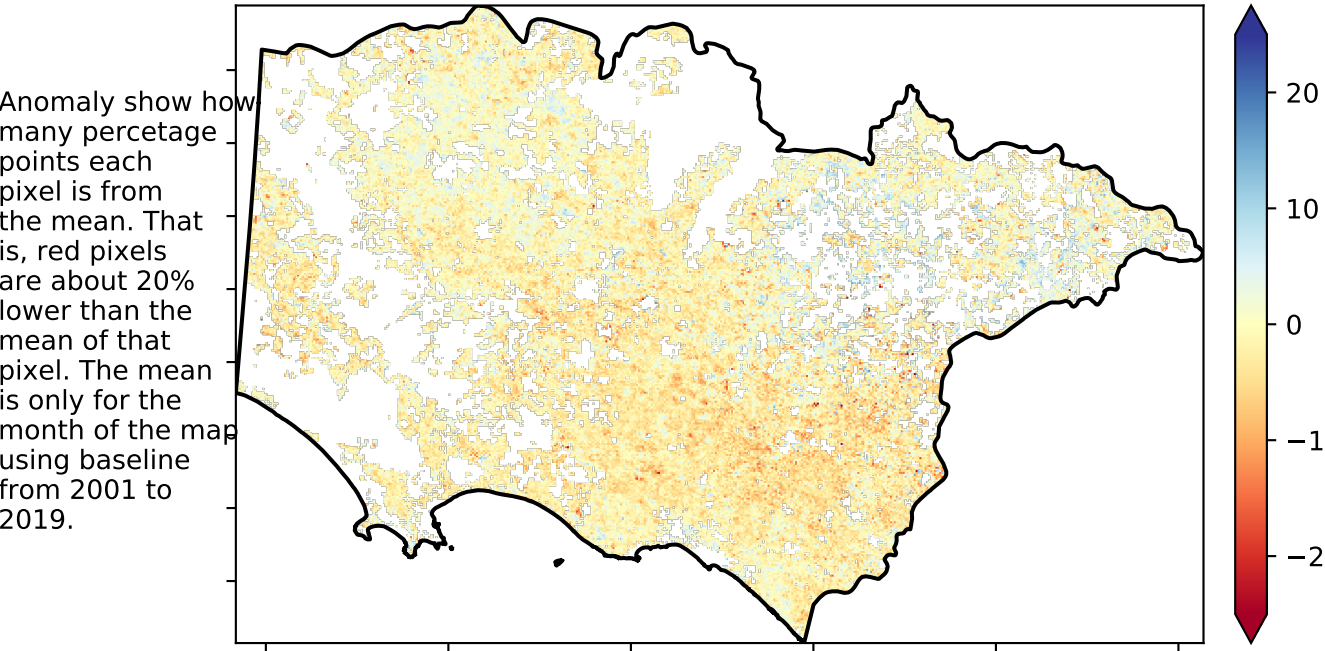 Anomaly show how
many percetage
points each
pixel is from
the mean. That
is, red pixels
are about 20%
lower than the
mean of that
pixel. The mean
is only for the
month of the map
using baseline
from 2001 to
2019.
20
10
0
−1
−2